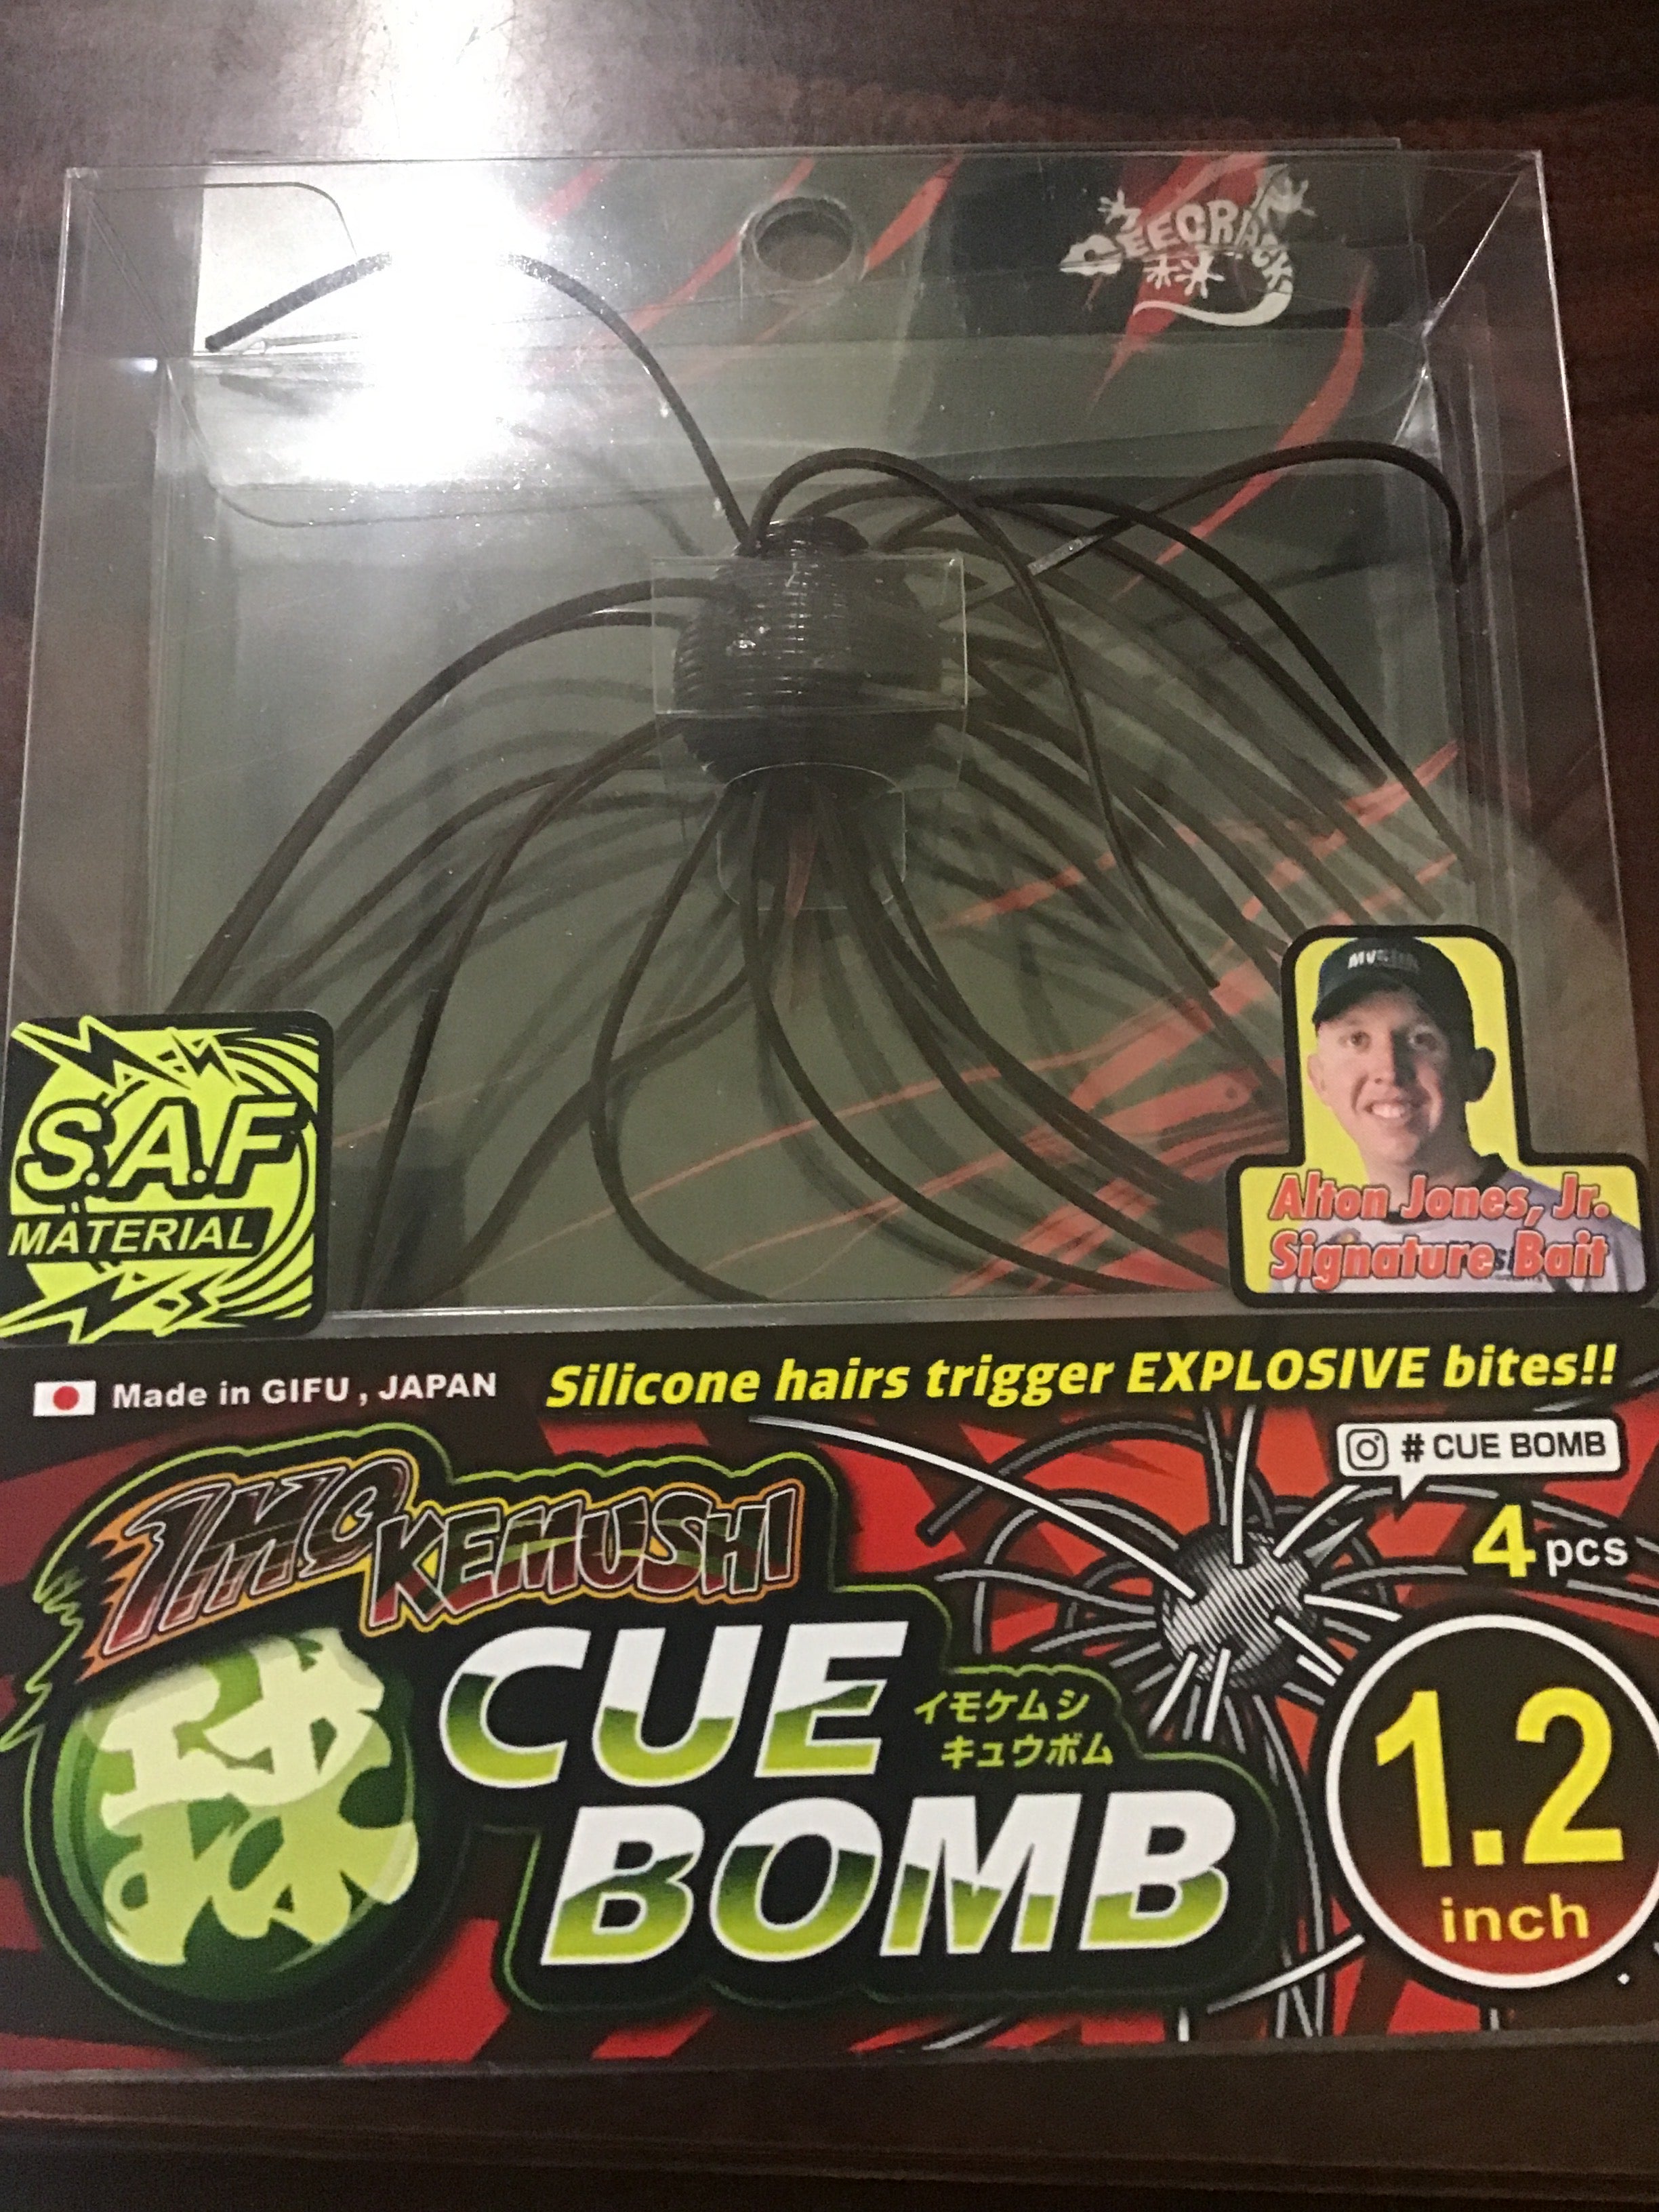 GEECRACK
S.A.F
MATERIAL
Alton Jones, Jr.
Signature Bait
Made in GIFU, JAPAN
Silicone hairs trigger EXPLOSIVE bites!!
# CUE BOMB
IMO KEMUSHI
4 pcs
CUE
イモケムシ
キュウボム
BOMB
1.2
inch